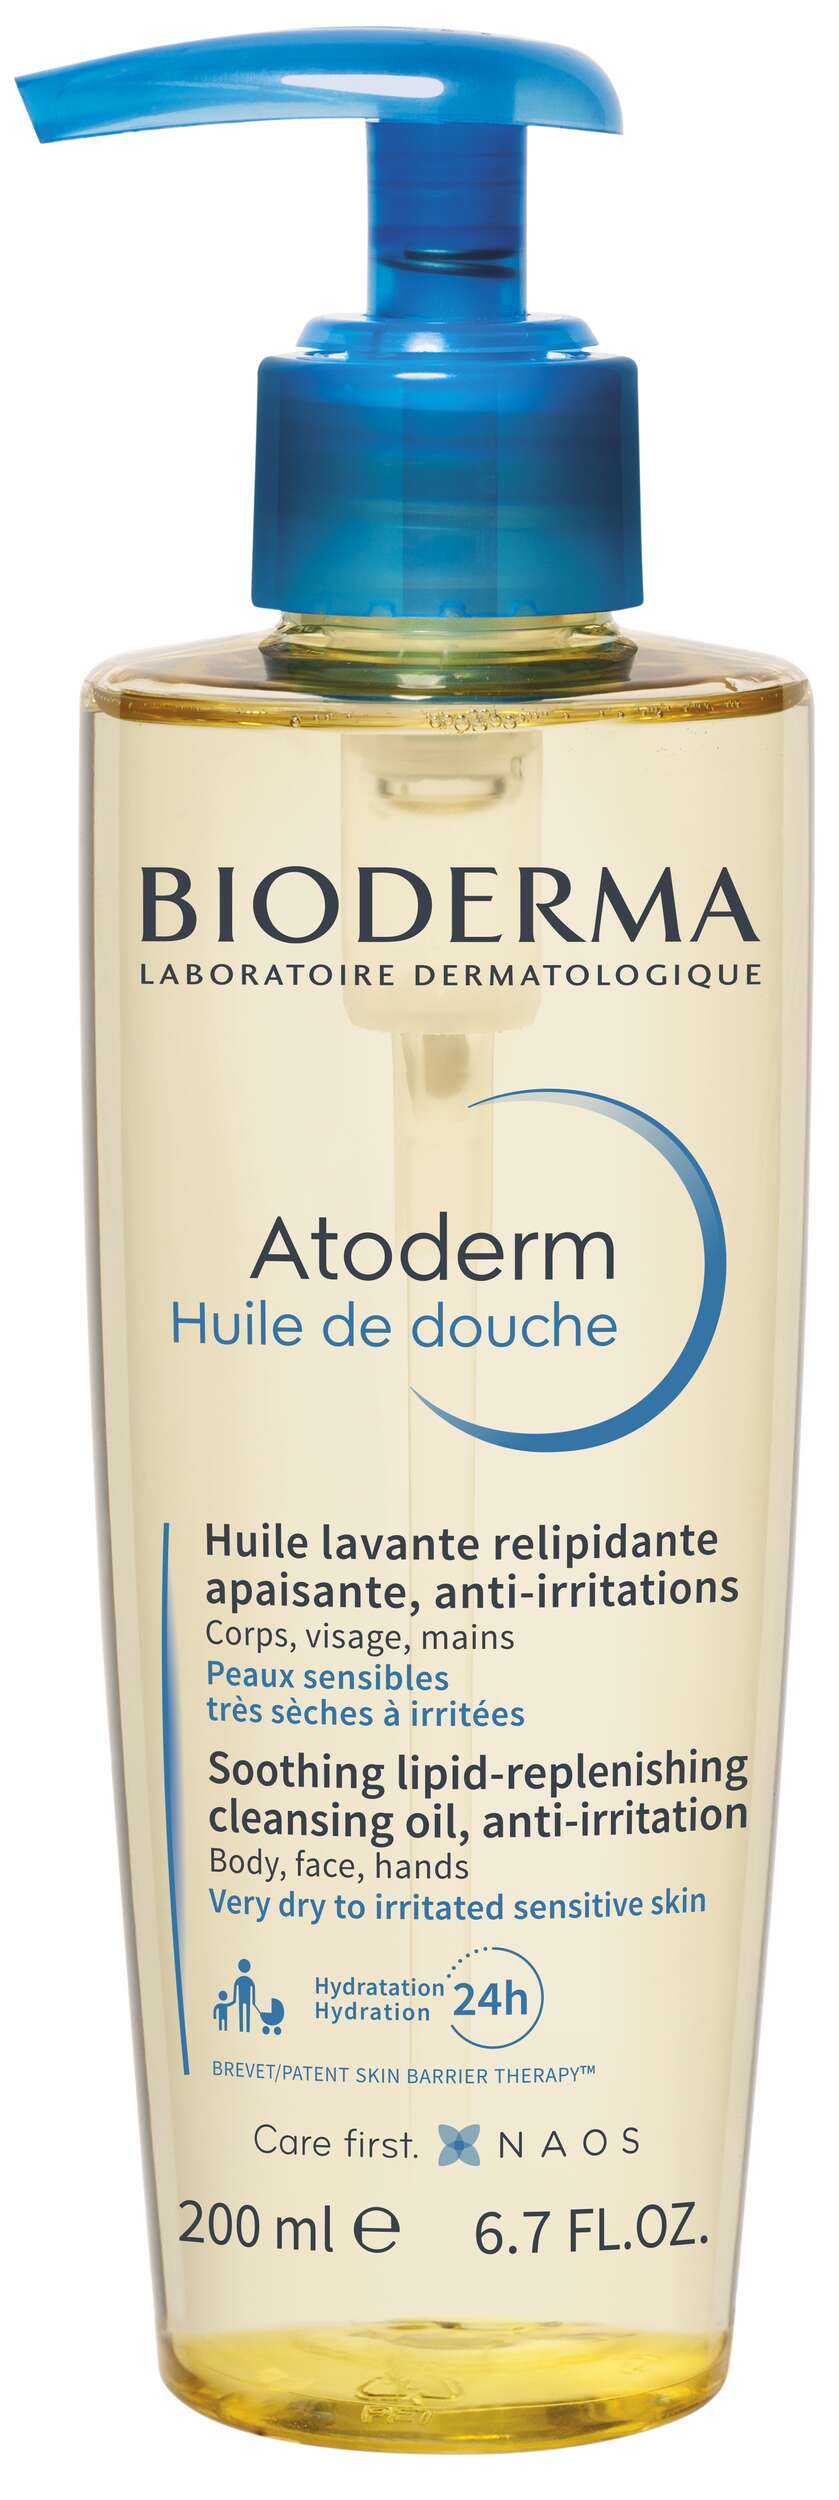 BIODERMA
LABORATOIRE DERMATOLOGIQUE
Atoderm
Huile de douche
Huile lavante relipidante
apaisante, anti-irritations
Corps, visage, mains
Peaux sensibles
très sèches à irritées
Soothing lipid-replenishing
cleansing oil, anti-irritation
Body, face, hands
Very dry to irritated sensitive skin
Hydratation
Hydration 24h
BREVET/PATENT SKIN BARRIER THERAPY™
Care first. NAOS
200 ml ℮ 6.7 FL.OZ.